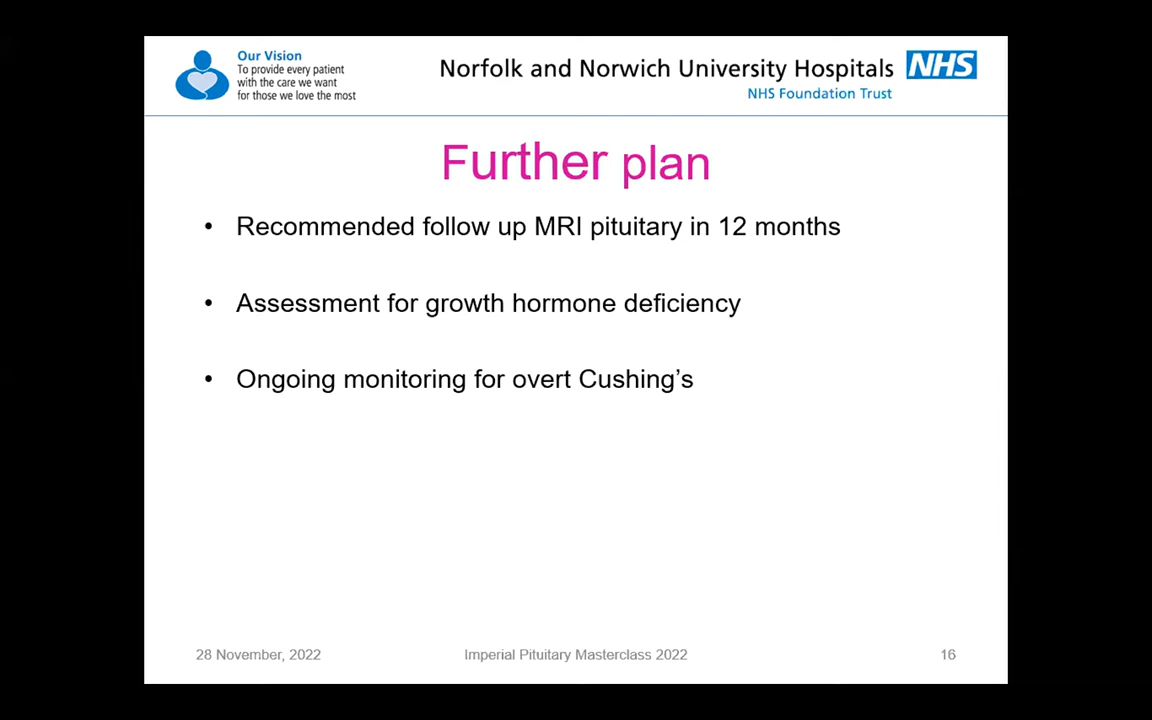 Our Vision
To provide every patient
with the care we want
for those we love the most
Norfolk and Norwich University Hospitals NHS
NHS Foundation Trust
Further plan
• Recommended follow up MRI pituitary in 12 months
• Assessment for growth hormone deficiency
• Ongoing monitoring for overt Cushing’s
28 November, 2022 Imperial Pituitary Masterclass 2022 16